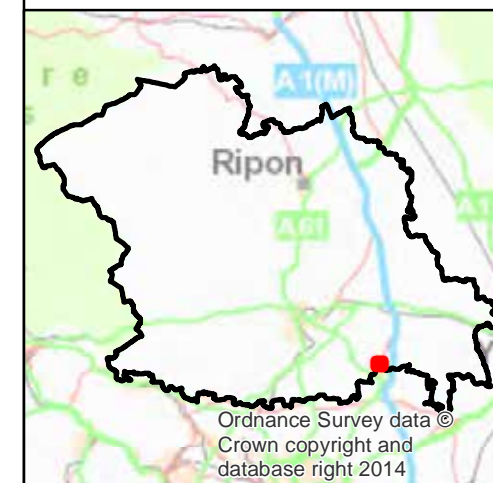 r e
A1(M)
Ripon
A61
A1
Ordnance Survey data ©
Crown copyright and
database right 2014